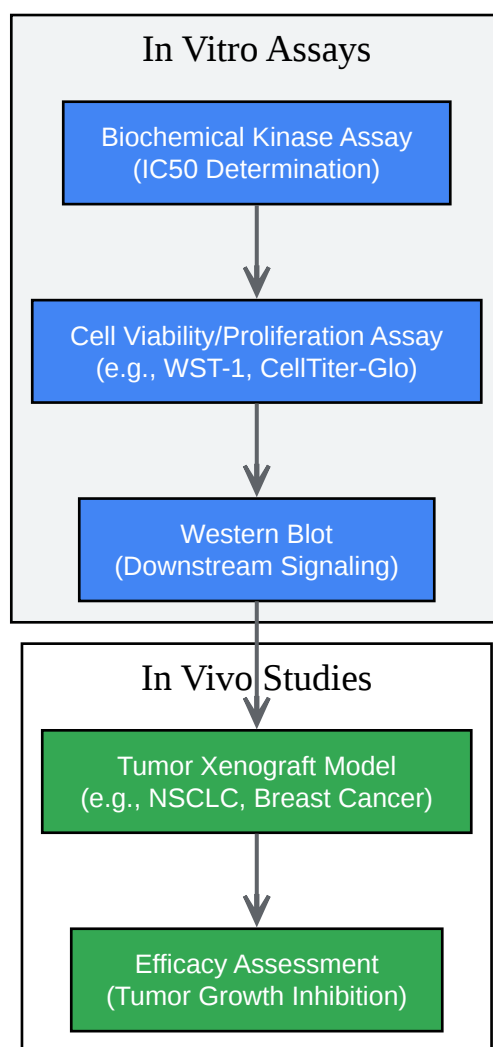 In Vitro Assays
Biochemical Kinase Assay
(IC50 Determination)
Cell Viability/Proliferation Assay
(e.g., WST-1, CellTiter-Glo)
Western Blot
(Downstream Signaling)
In Vivo Studies
Tumor Xenograft Model
(e.g., NSCLC, Breast Cancer)
Efficacy Assessment
(Tumor Growth Inhibition)